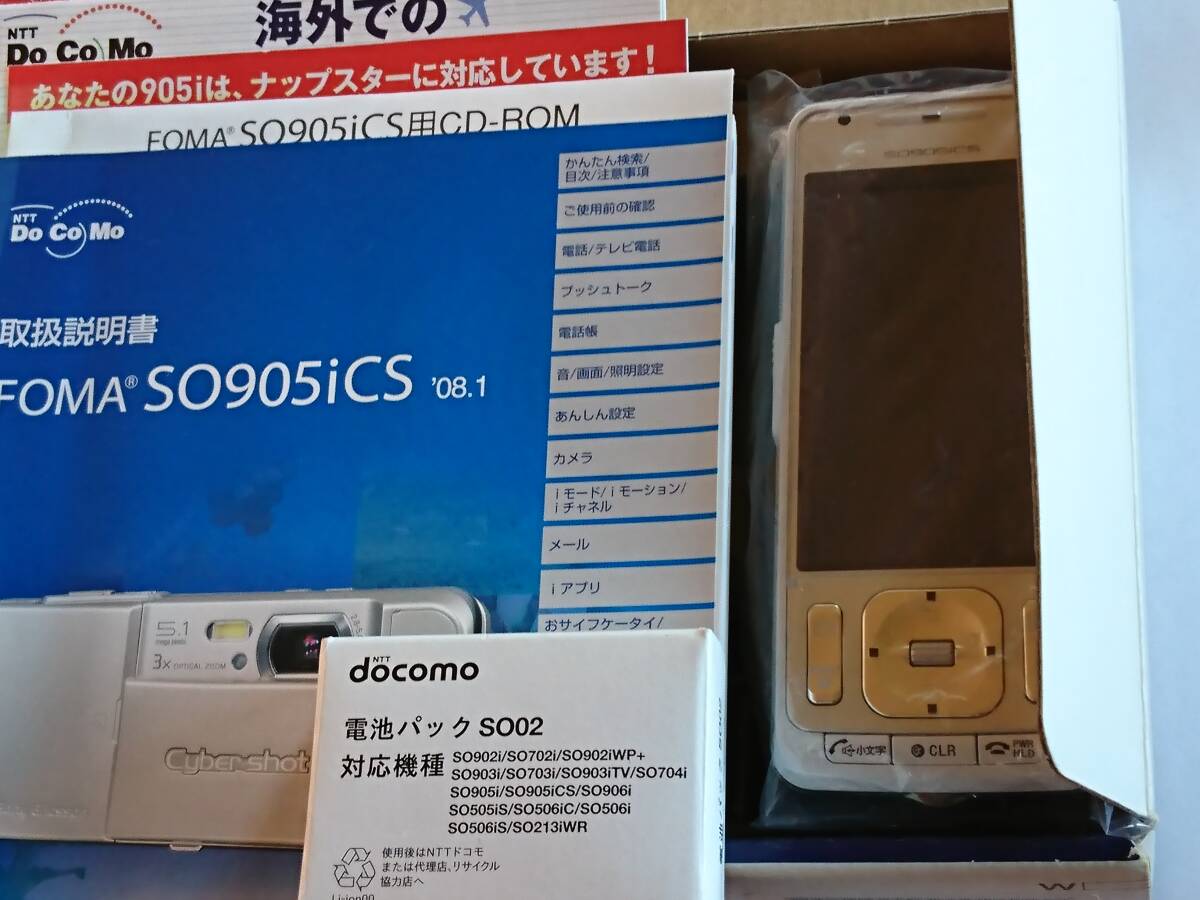 NTT
DoCoMo
海外での
あなたの905iは、ナップスターに対応しています!
FOMA® SO905iCS用CD-ROM
NTT
DoCoMo
取扱説明書
FOMA® SO905iCS '08.1
かんたん検索/
目次/注意事項
ご使用前の確認
電話/テレビ電話
プッシュトーク
電話帳
音/画面/照明設定
あんしん設定
カメラ
iモード/iモーション/
iチャネル
メール
iアプリ
おサイフケータイ/
5.1
mega pixels
3x OPTICAL ZOOM
Cyber-shot
NTT
docomo
電池パック SO02
対応機種
SO902i/SO702i/SO902iWP+
SO903i/SO703i/SO903iTV/SO704i
SO905i/SO905iCS/SO906i
SO505iS/SO506iC/SO506i
SO506iS/SO213iWR
使用後はNTTドコモ
または代理店、リサイクル
協力店へ
Li-ion00
SO905iCS
小文字
CLR
PWR
HLD